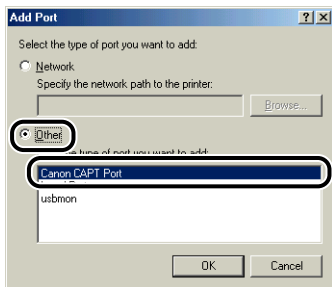 Add Port
Select the type of port you want to add:
Network
Specify the network path to the printer:
Browse...
Other
type of port you want to add:
Canon CAPT Port
usbmon
OK
Cancel